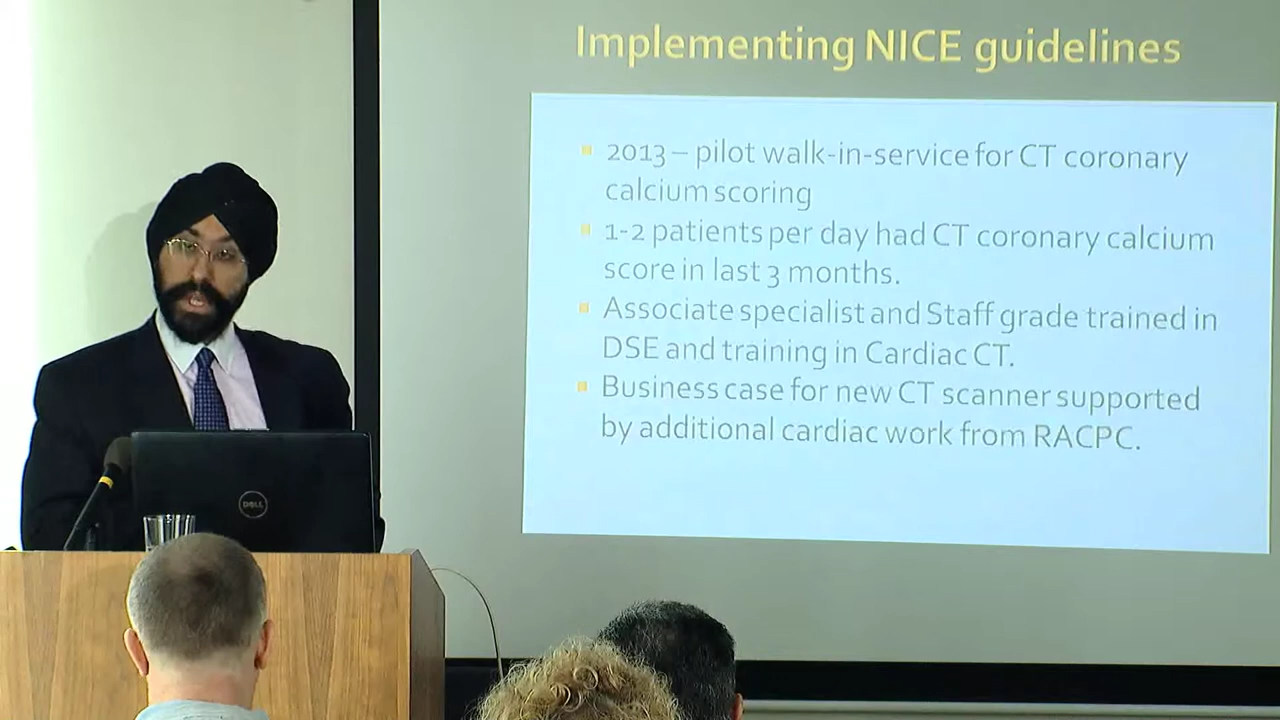 Implementing NICE guidelines
2013 – pilot walk-in-service for CT coronary
calcium scoring
1-2 patients per day had CT coronary calcium
score in last 3 months.
Associate specialist and Staff grade trained in
DSE and training in Cardiac CT.
Business case for new CT scanner supported
by additional cardiac work from RACPC.
DELL